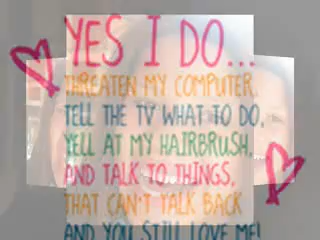 YES I DO...
THREATEN MY COMPUTER,
TELL THE TV WHAT TO DO,
YELL AT MY HAIRBRUSH,
AND TALK TO THINGS,
THAT CAN'T TALK BACK
AND YOU STILL LOVE ME!